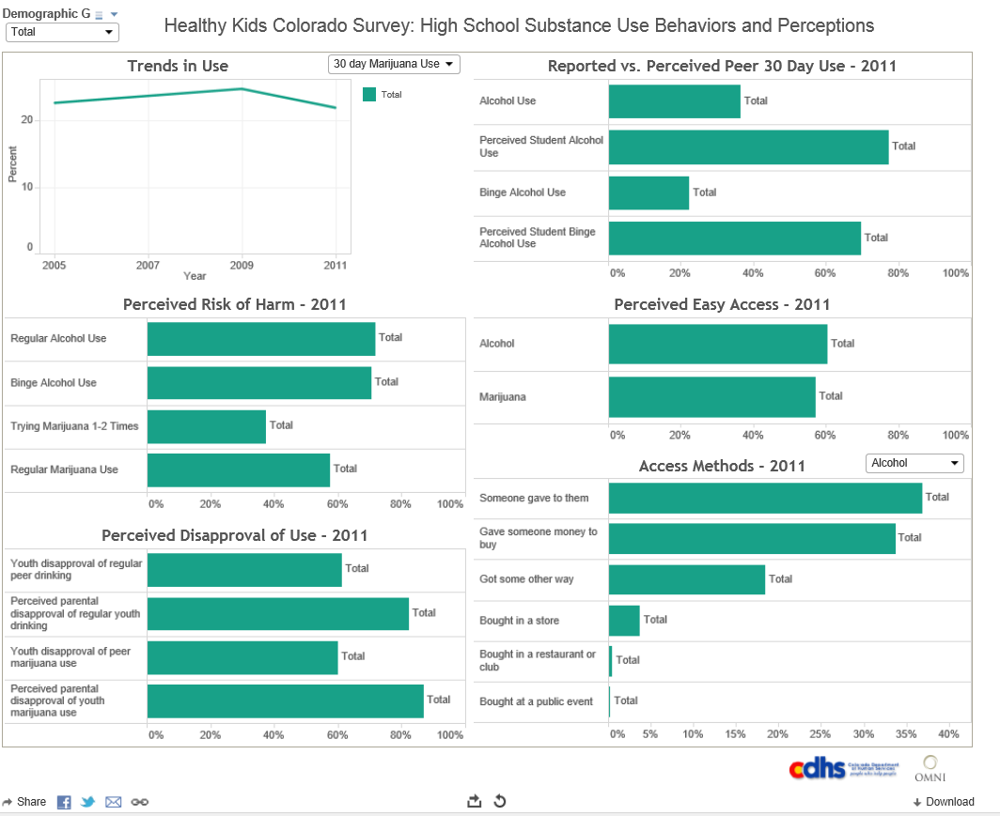 Demographic G
Total
Healthy Kids Colorado Survey: High School Substance Use Behaviors and Perceptions
Trends in Use
30 day Marijuana Use
Total
20
10
0
Percent
2005 2007 2009 2011
Year
Reported vs. Perceived Peer 30 Day Use - 2011
Alcohol Use
Total
Perceived Student Alcohol
Use
Total
Binge Alcohol Use
Total
Perceived Student Binge
Alcohol Use
Total
0% 20% 40% 60% 80% 100%
Perceived Risk of Harm - 2011
Regular Alcohol Use
Total
Binge Alcohol Use
Total
Trying Marijuana 1-2 Times
Total
Regular Marijuana Use
Total
0% 20% 40% 60% 80% 100%
Perceived Easy Access - 2011
Alcohol
Total
Marijuana
Total
0% 20% 40% 60% 80% 100%
Perceived Disapproval of Use - 2011
Youth disapproval of regular
peer drinking
Total
Perceived parental
disapproval of regular youth
drinking
Total
Youth disapproval of peer
marijuana use
Total
Perceived parental
disapproval of youth
marijuana use
Total
0% 20% 40% 60% 80% 100%
Access Methods - 2011
Alcohol
Someone gave to them
Total
Gave someone money to
buy
Total
Got some other way
Total
Bought in a store
Total
Bought in a restaurant or
club
Total
Bought at a public event
Total
0% 5% 10% 15% 20% 25% 30% 35% 40%
cdhs
Colorado Department
of Human Services
people who help people
OMNI
Share
Download